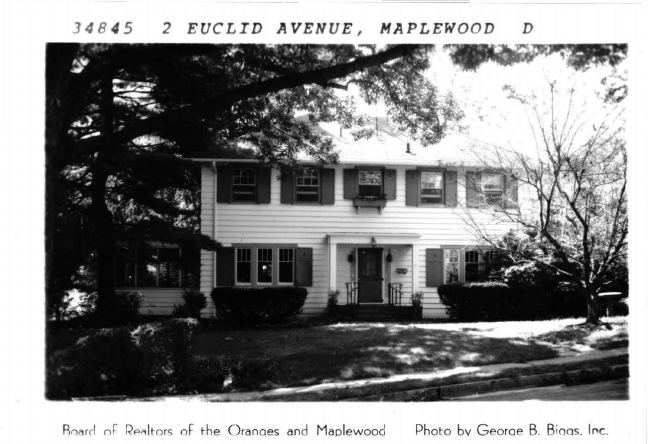 34845 2 EUCLID AVENUE, MAPLEWOOD D
Board of Realtors of the Oranges and Maplewood Photo by George B. Biggs, Inc.